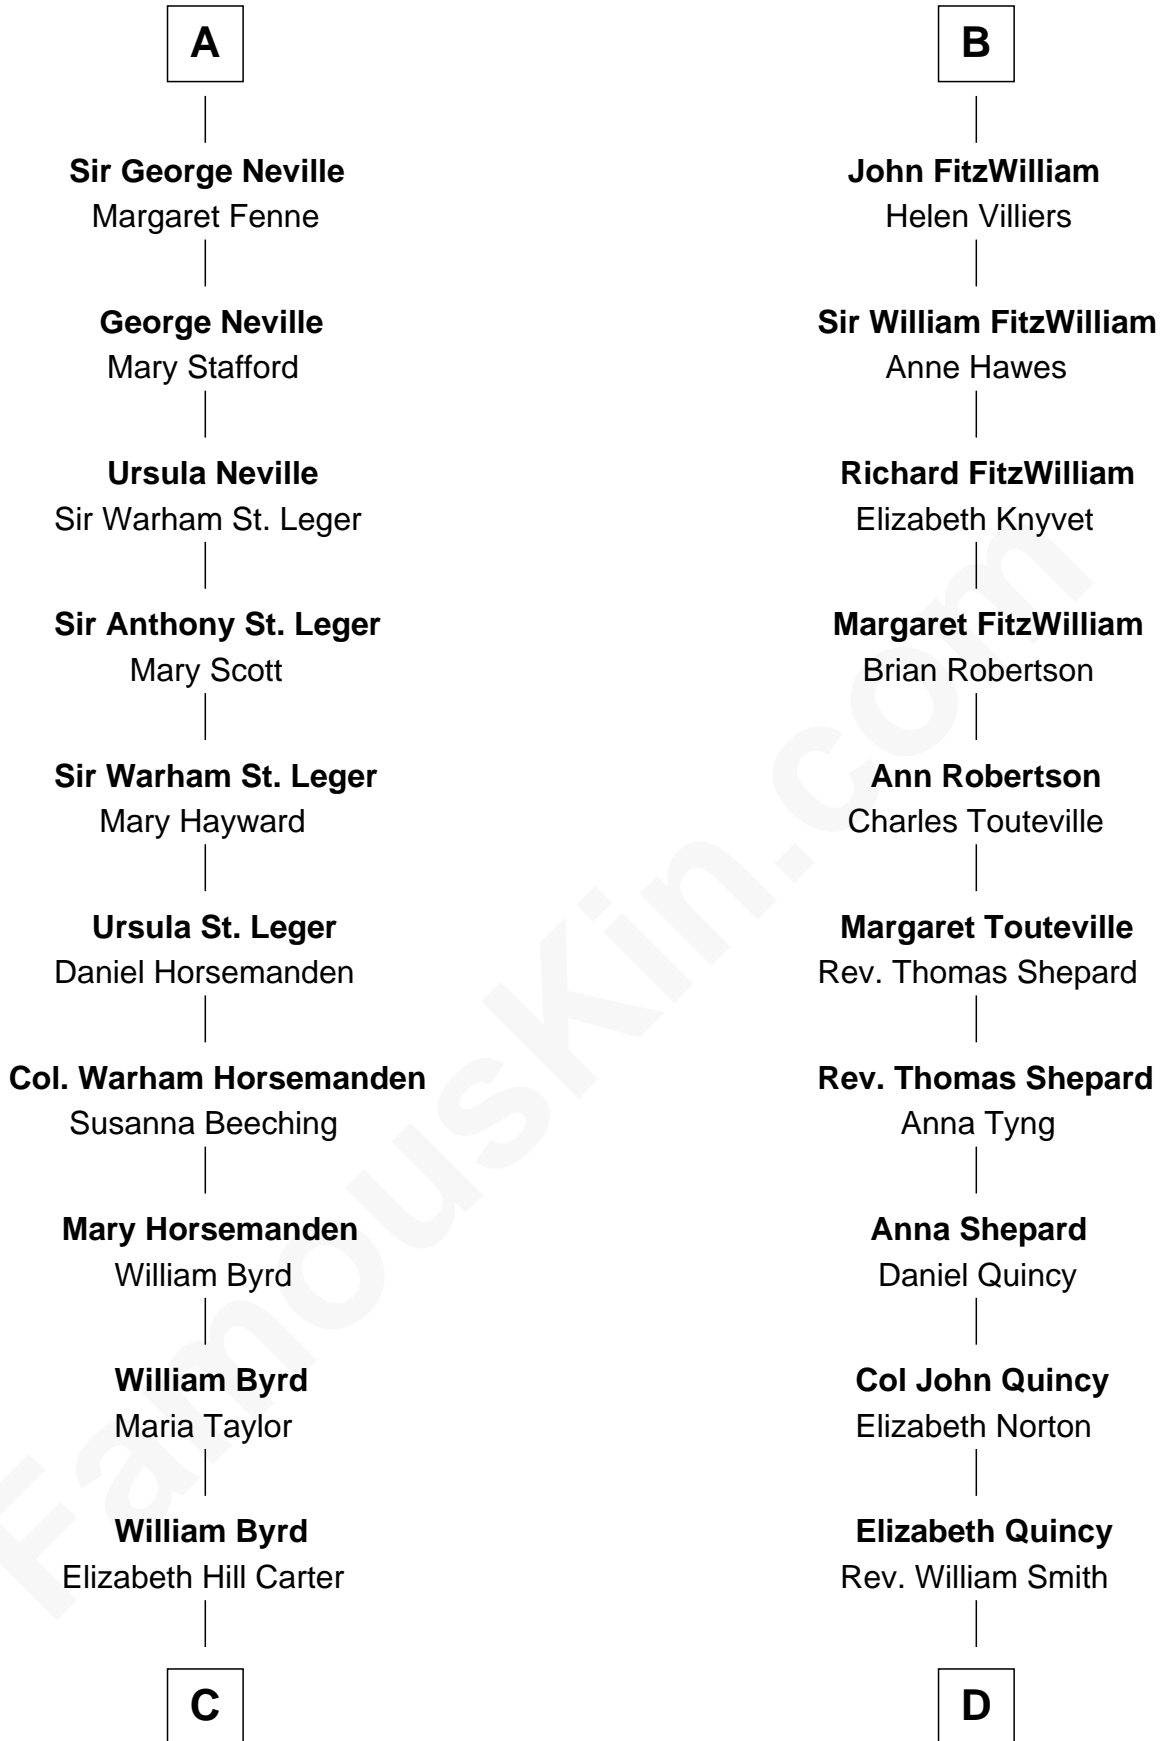 A
Sir George Neville
Margaret Fenne
George Neville
Mary Stafford
Ursula Neville
Sir Warham St. Leger
Sir Anthony St. Leger
Mary Scott
Sir Warham St. Leger
Mary Hayward
Ursula St. Leger
Daniel Horsemanden
Col. Warham Horsemanden
Susanna Beeching
Mary Horsemanden
William Byrd
William Byrd
Maria Taylor
William Byrd
Elizabeth Hill Carter
C
B
John FitzWilliam
Helen Villiers
Sir William FitzWilliam
Anne Hawes
Richard FitzWilliam
Elizabeth Knyvet
Margaret FitzWilliam
Brian Robertson
Ann Robertson
Charles Touteville
Margaret Touteville
Rev. Thomas Shepard
Rev. Thomas Shepard
Anna Tyng
Anna Shepard
Daniel Quincy
Col John Quincy
Elizabeth Norton
Elizabeth Quincy
Rev. William Smith
D
FamousKin.com